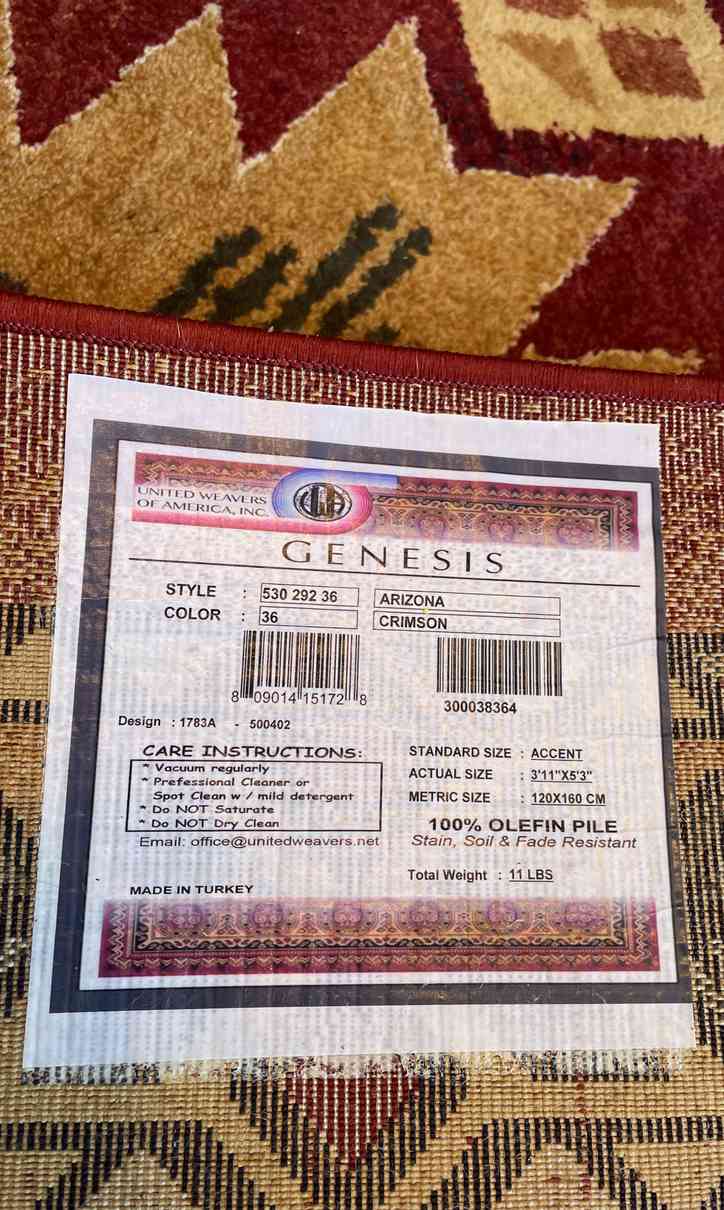 UNITED WEAVERS
OF AMERICA, INC.
GENESIS
STYLE : 530 292 36 ARIZONA
COLOR : 36 CRIMSON
8 09014 15172 8
300038364
Design : 1783A - 500402
CARE INSTRUCTIONS:
* Vacuum regularly
* Prefessional Cleaner or
Spot Clean w / mild detergent
* Do NOT Saturate
* Do NOT Dry Clean
Email: office@unitedweavers.net
STANDARD SIZE : ACCENT
ACTUAL SIZE : 3'11"X5'3"
METRIC SIZE : 120X160 CM
100% OLEFIN PILE
Stain, Soil & Fade Resistant
Total Weight : 11 LBS
MADE IN TURKEY